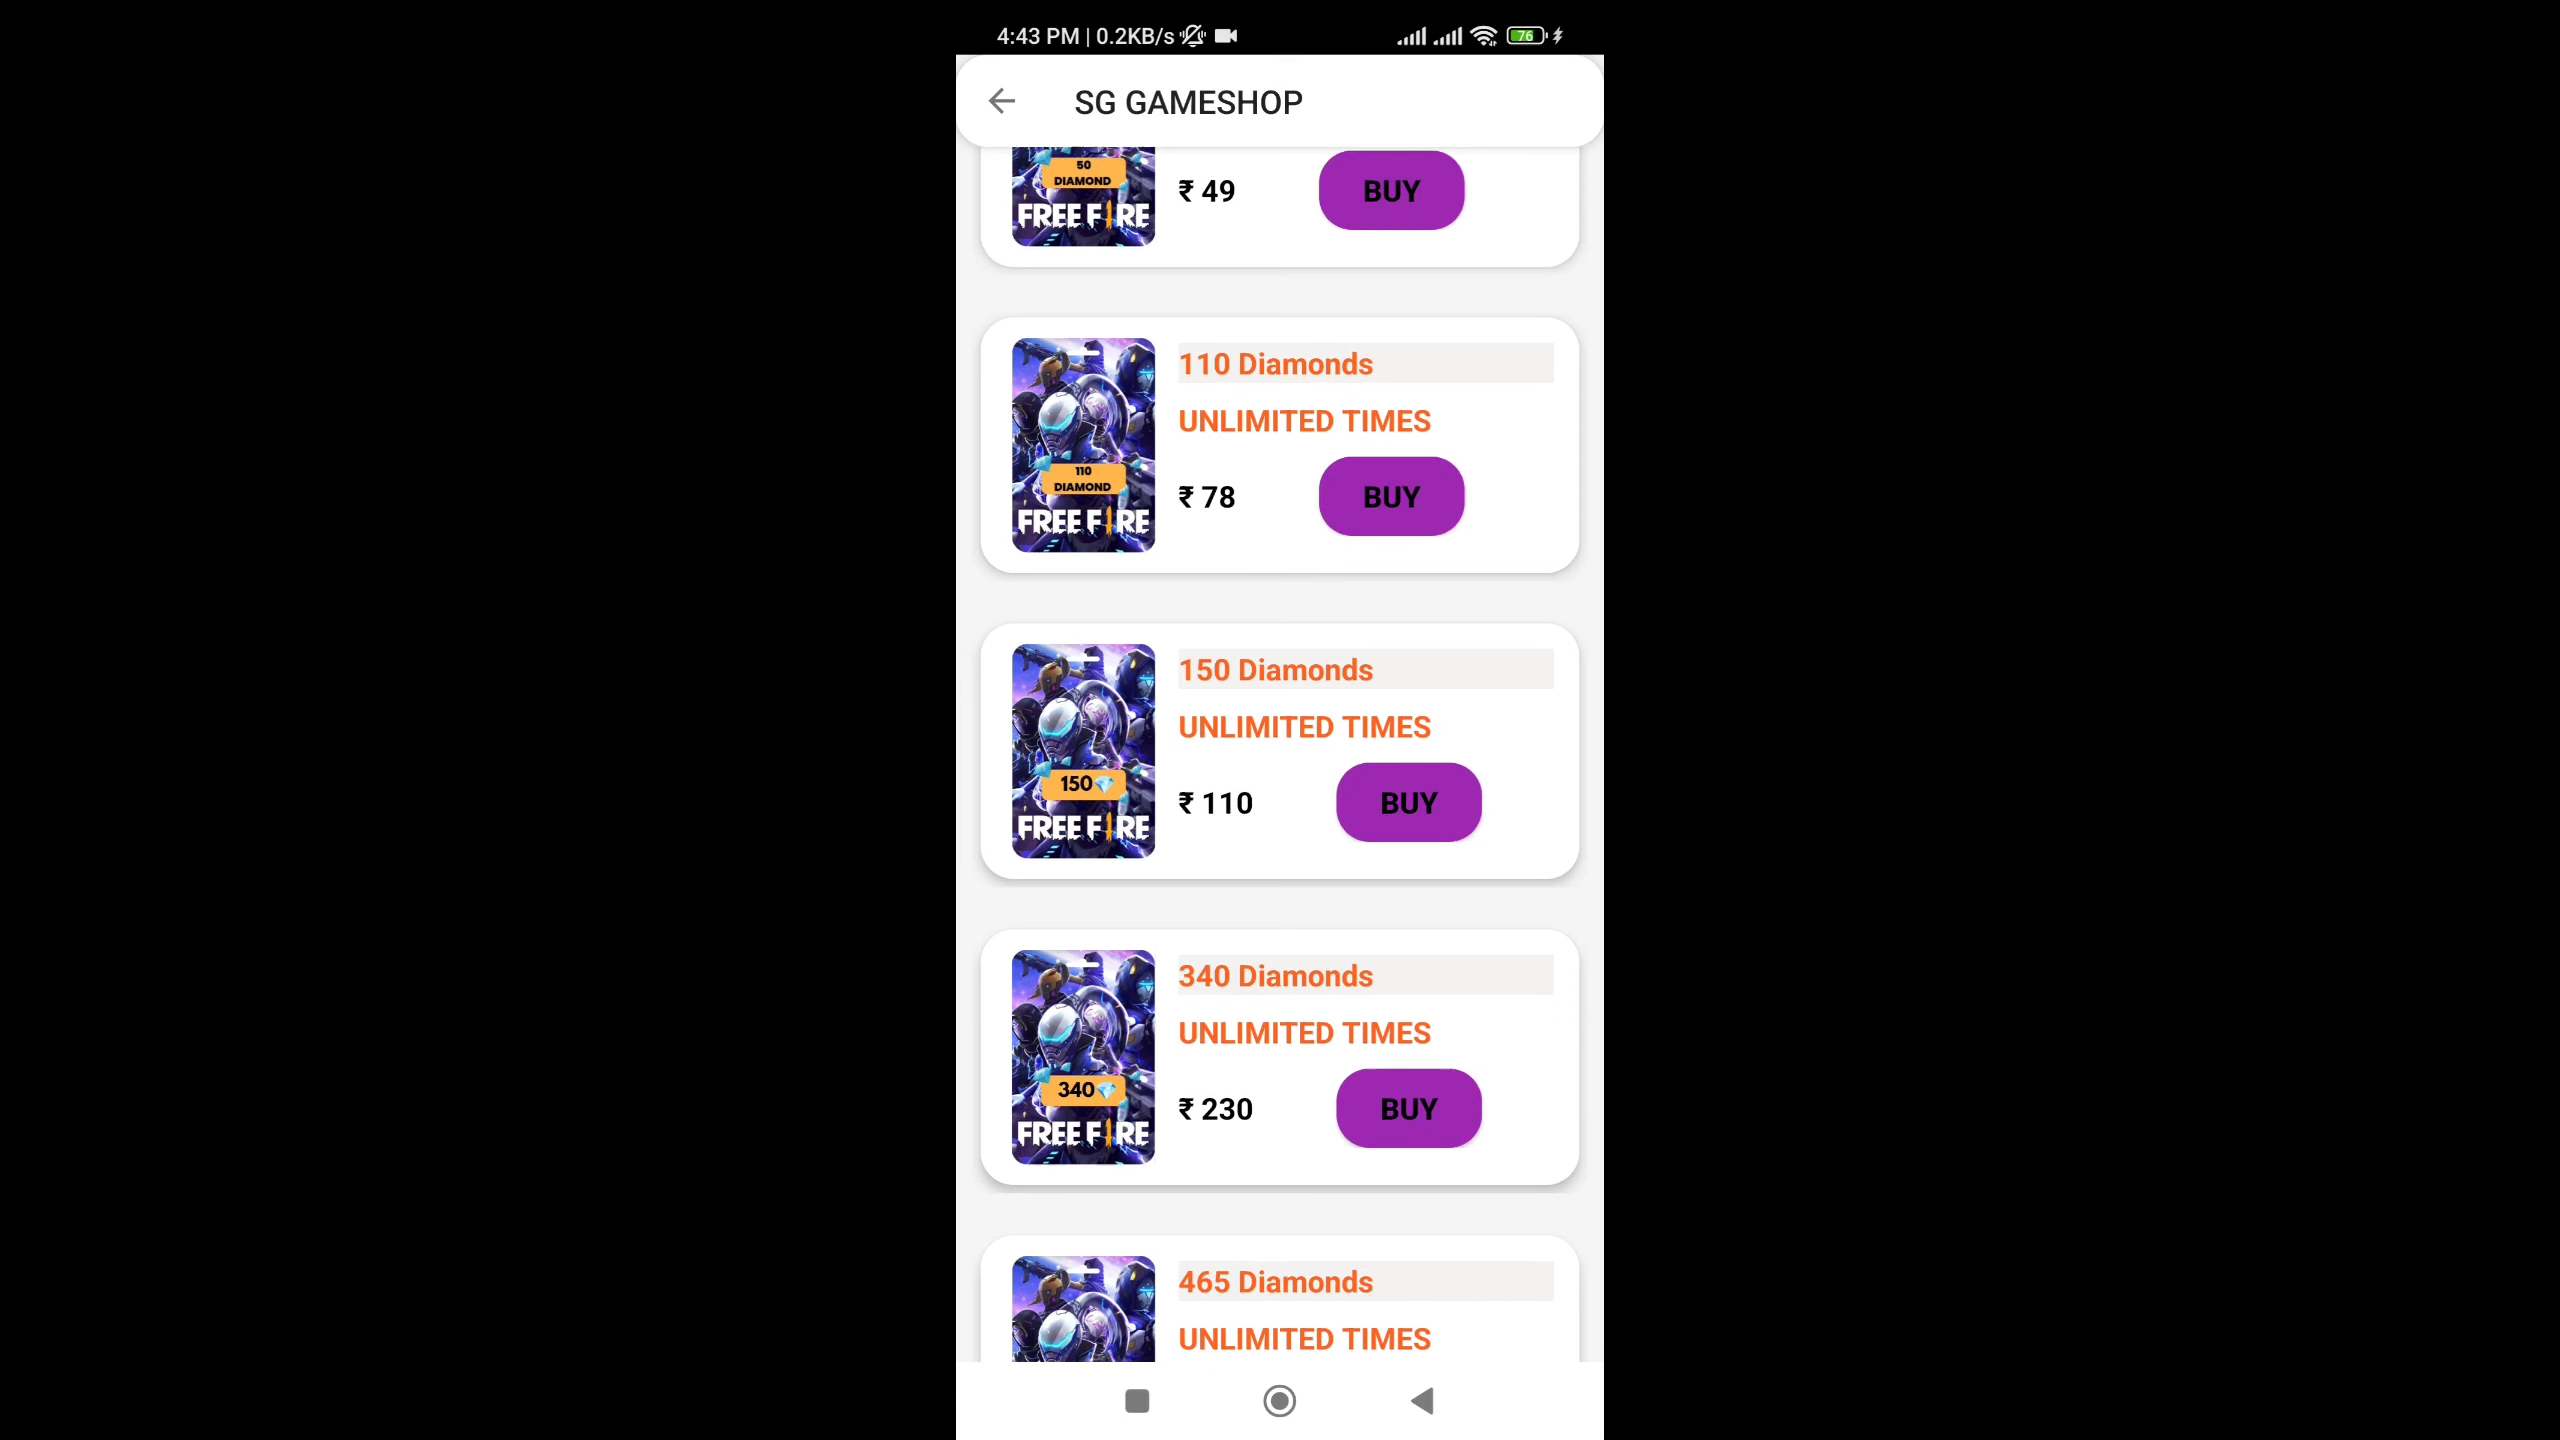 4:43 PM | 0.2KB/s
76
SG GAMESHOP
50
DIAMOND
FREE FIRE
₹ 49
BUY
110 Diamonds
UNLIMITED TIMES
110
DIAMOND
FREE FIRE
₹ 78
BUY
150 Diamonds
UNLIMITED TIMES
150💎
FREE FIRE
₹ 110
BUY
340 Diamonds
UNLIMITED TIMES
340💎
FREE FIRE
₹ 230
BUY
465 Diamonds
UNLIMITED TIMES